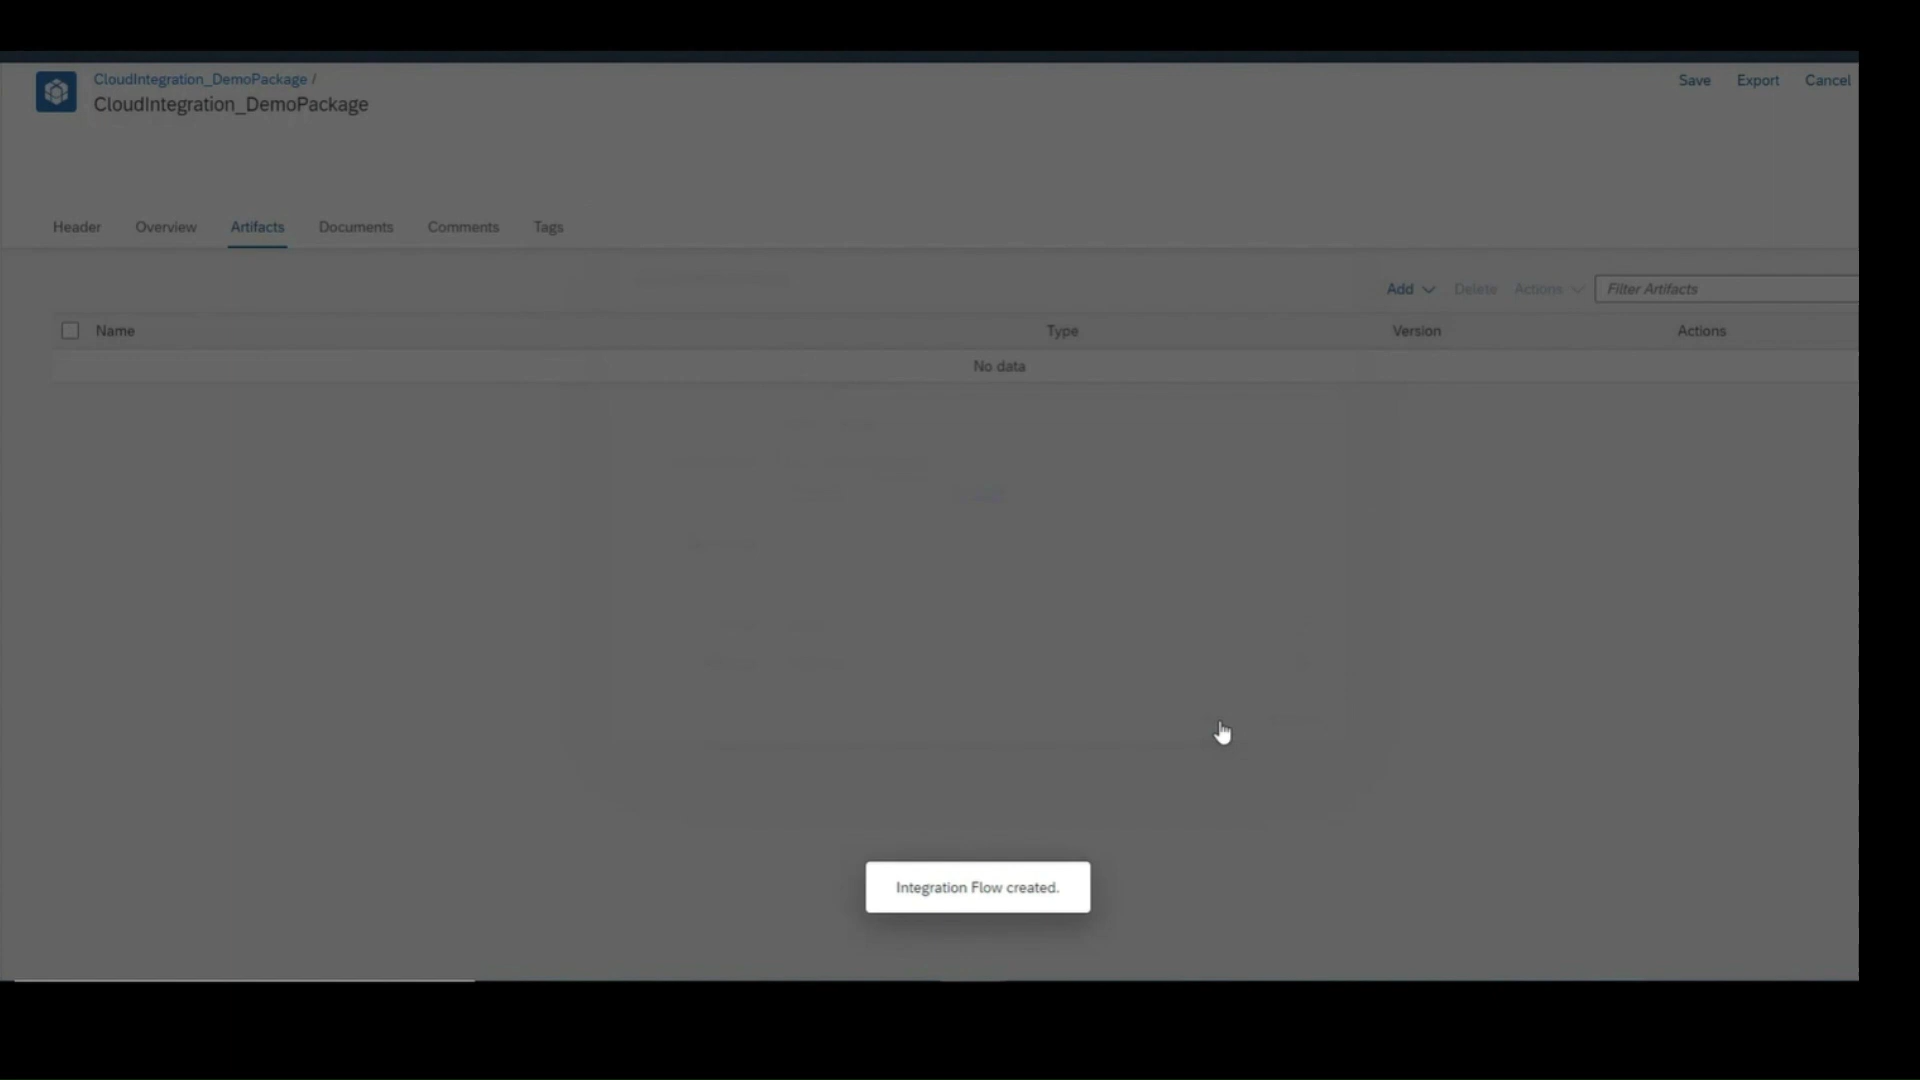 CloudIntegration_DemoPackage /
CloudIntegration_DemoPackage
Save Export Cancel
Header Overview Artifacts Documents Comments Tags
Add Delete Actions Filter Artifacts
Name Type Version Actions
No data
Integration Flow created.